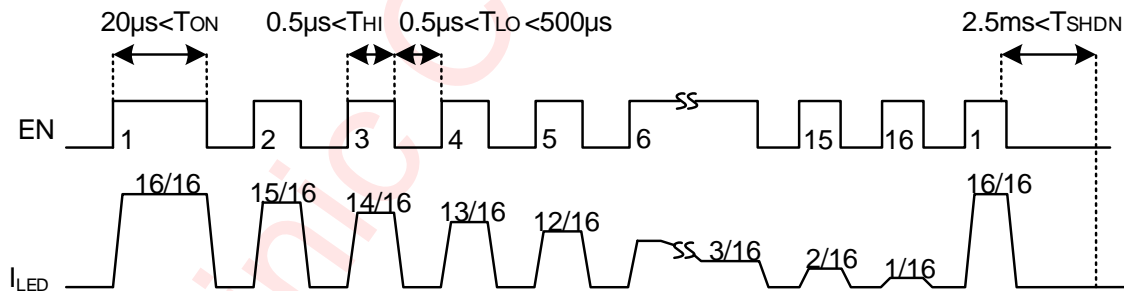 20µs<TON 0.5µs<THI 0.5µs<TLO<500µs 2.5ms<TSHDN
EN 1 2 3 4 5 6 15 16 1
16/16 15/16 14/16 13/16 12/16 3/16 2/16 1/16 16/16
ILED